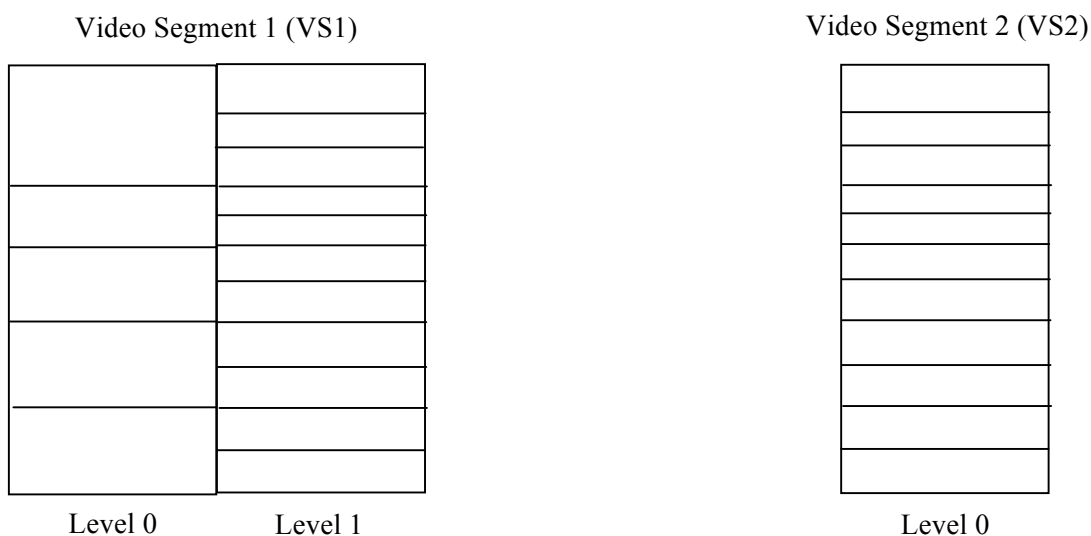 Video Segment 1 (VS1)
Video Segment 2 (VS2)
Level 0
Level 1
Level 0